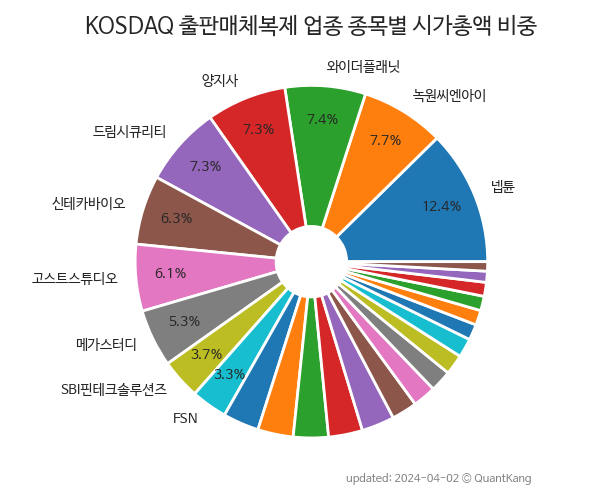 KOSDAQ 출판매체복제 업종 종목별 시가총액 비중
와이더플래닛
양지사
녹원씨엔아이
드림시큐리티
넵튠
신테카바이오
고스트스튜디오
메가스터디
SBI핀테크솔루션즈
FSN
7.4%
7.3%
7.7%
7.3%
12.4%
6.3%
6.1%
5.3%
3.7%
3.3%
updated: 2024-04-02 © QuantKang